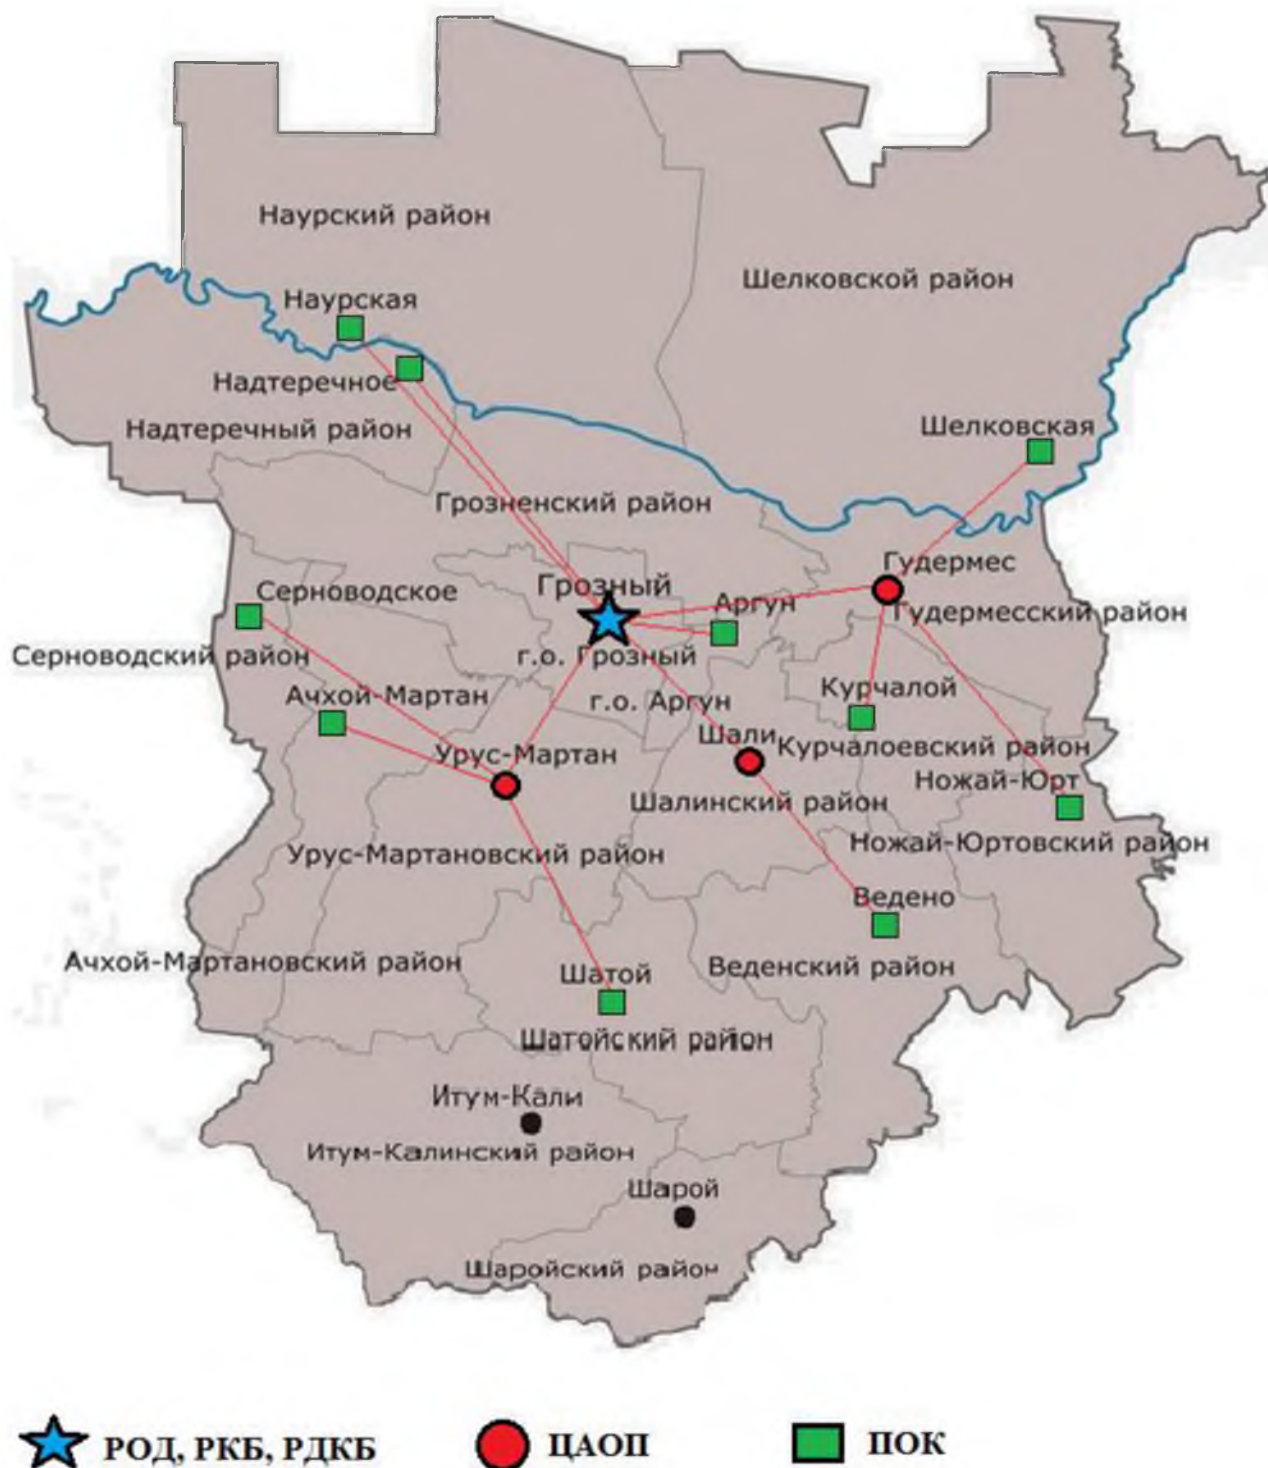 Наурский район
Шелковской район
Наурская
Надтеречное
Надтеречный район
Шелковская
Грозненский район
Гудермес
Грозный
Серноводское
Аргун
Гудермесский район
Серноводский район
г.о. Грозный
Ачхой-Мартан
Курчалой
г.о. Аргун
Шали
Курчалоевский район
Урус-Мартан
Ножай-Юрт
Шалинский район
Ножай-Юртовский район
Урус-Мартановский район
Ведено
Ачхой-Мартановский район
Шатой
Веденский район
Шатойский район
Итум-Кали
Итум-Калинский район
Шарой
Шаройский район
РОД, РКБ, РДКБ
ЦАОП
ПОК